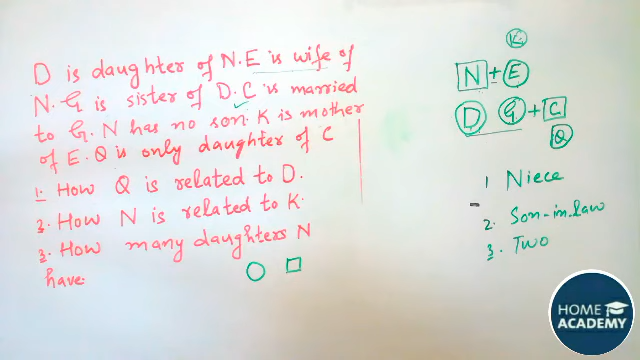 D is daughter of N. E is wife of
N. G is sister of D. C is married
to G. N has no son. K is mother
of E. Q is only daughter of C
1. How Q is related to D.
2. How N is related to K.
3. How many daughters N
have.
K
N ± E
D G + C
Q
1 Niece
2. Son-in-law
3. Two
HOME
ACADEMY